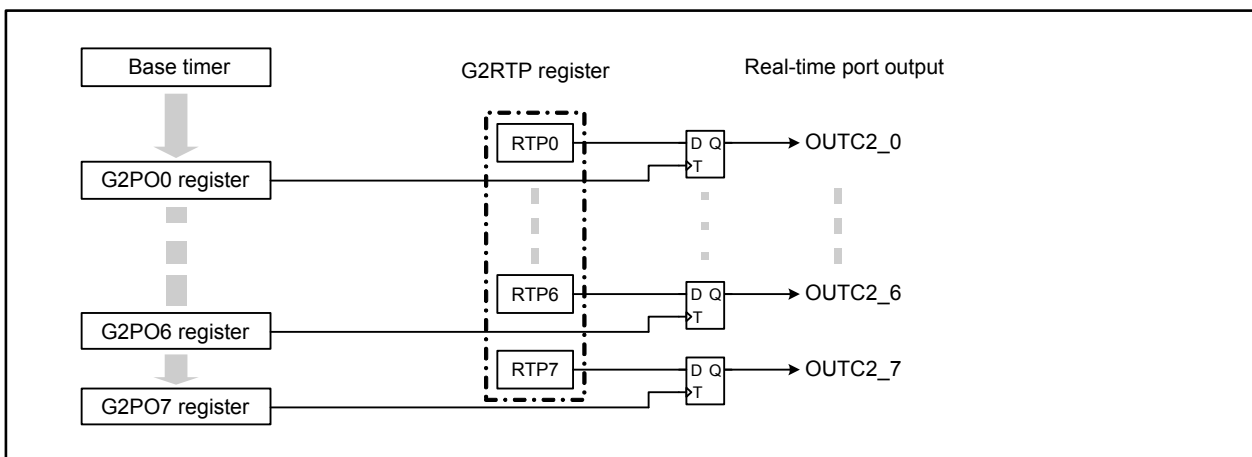 Base timer
G2RTP register
Real-time port output
RTP0
D Q
T
OUTC2_0
G2PO0 register
RTP6
D Q
T
OUTC2_6
G2PO6 register
RTP7
D Q
T
OUTC2_7
G2PO7 register